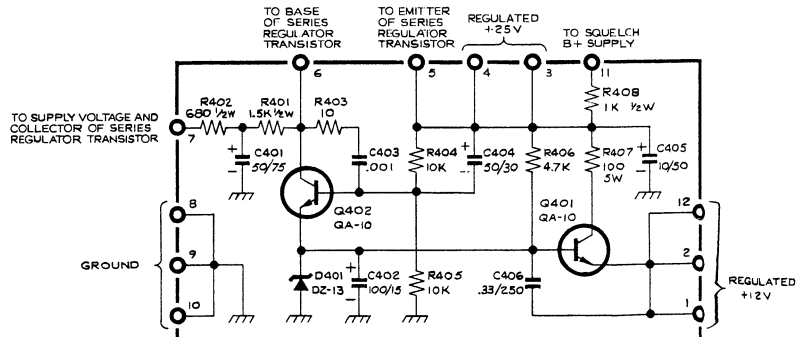 TO BASE
OF SERIES
REGULATOR
TRANSISTOR
TO EMITTER
OF SERIES
REGULATOR
TRANSISTOR
REGULATED
+25V
TO SQUELCH
B+ SUPPLY
6
5
4
3
11
TO SUPPLY VOLTAGE AND
COLLECTOR OF SERIES
REGULATOR TRANSISTOR
7
R402
680 ½W
R401
1.5K ½W
R403
10
R408
1K ½W
C401
50/75
C403
.001
R404
10K
C404
50/30
R406
4.7K
R407
100
5W
C405
10/50
Q402
QA-10
Q401
QA-10
8
9
10
GROUND
D401
DZ-13
C402
100/15
R405
10K
C406
.33/250
12
2
1
REGULATED
+12V
+
-
+
-
+
-
+
-